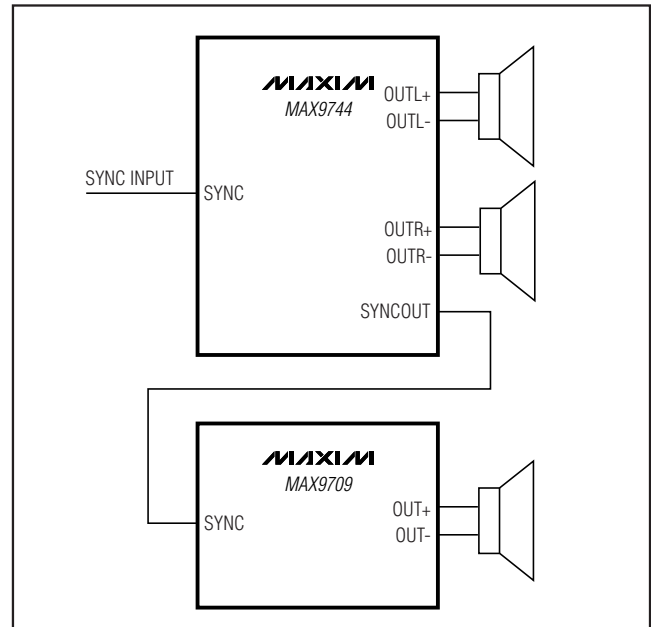 MAXIM
MAX9744
OUTL+
OUTL-
SYNC INPUT
SYNC
OUTR+
OUTR-
SYNCOUT
MAXIM
MAX9709
SYNC
OUT+
OUT-